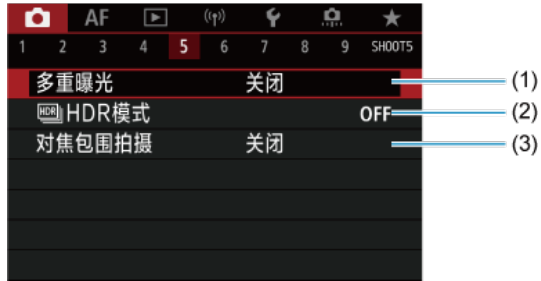 AF
1 2 3 4 5 6 7 8 9 SHOOT5
多重曝光 关闭 (1)
HDR HDR模式 OFF (2)
对焦包围拍摄 关闭 (3)